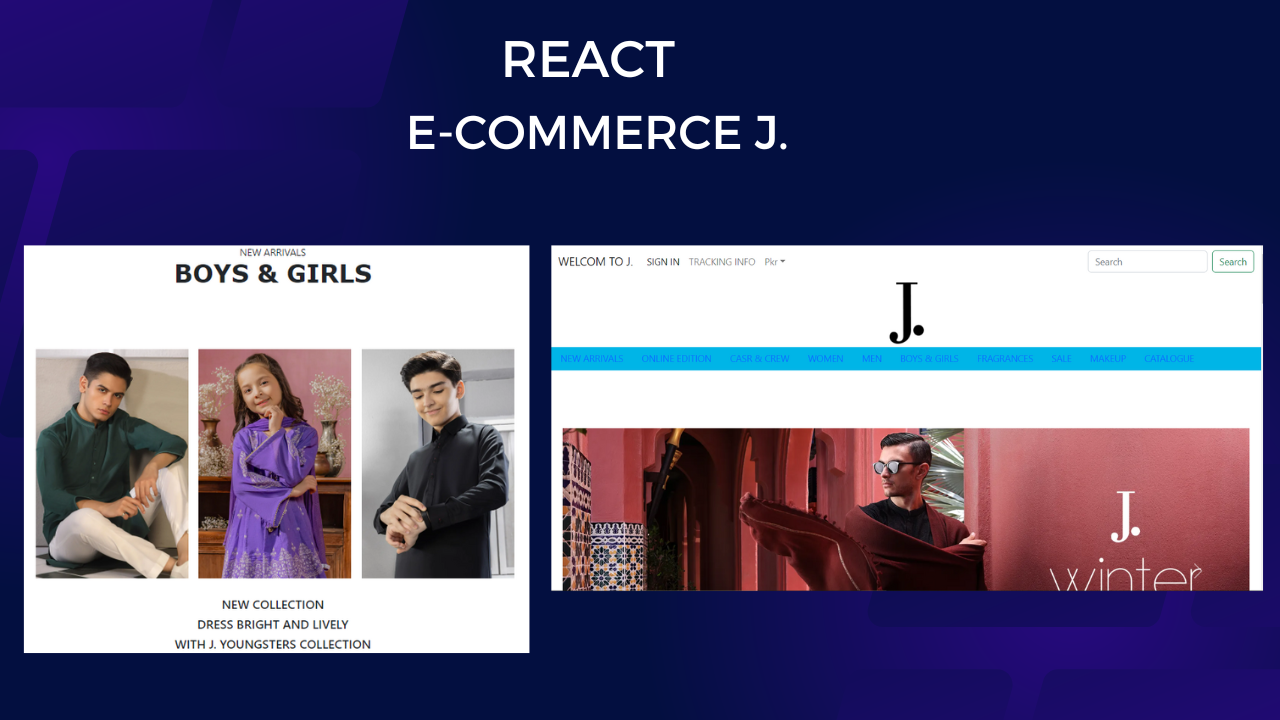 REACT
E-COMMERCE J.
NEW ARRIVALS
BOYS & GIRLS
NEW COLLECTION
DRESS BRIGHT AND LIVELY
WITH J. YOUNGSTERS COLLECTION
WELCOM TO J. SIGN IN TRACKING INFO Pkr Search Search
J.
NEW ARRIVALS ONLINE EDITION CASR & CREW WOMEN MEN BOYS & GIRLS FRAGRANCES SALE MAKEUP CATALOGUE
J.
winter